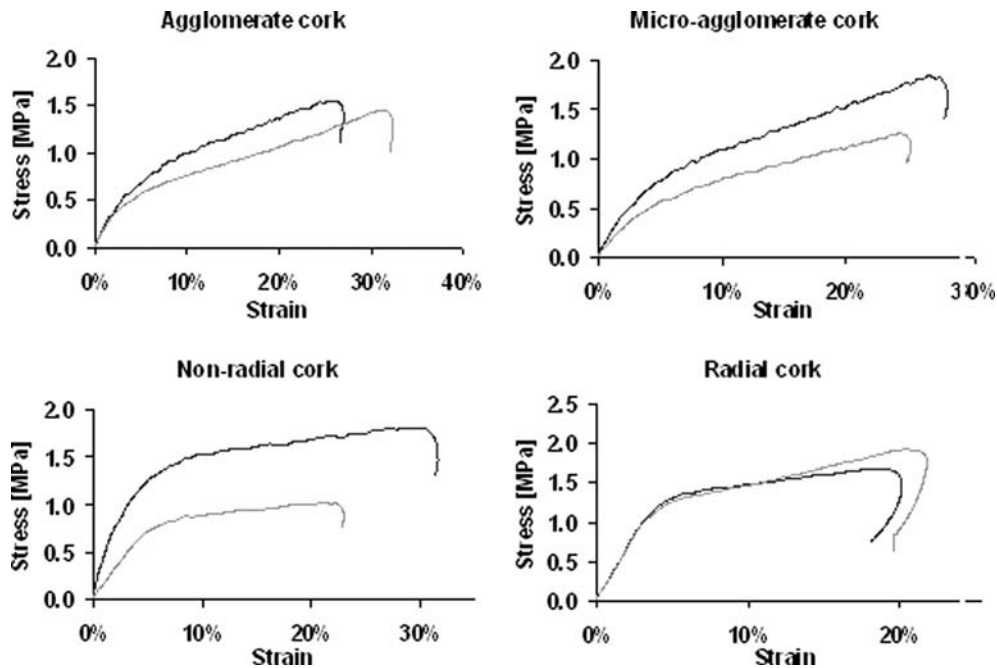 Agglomerate cork
Stress [MPa]
2.0
1.5
1.0
0.5
0.0
0% 10% 20% 30% 40%
Strain
Micro-agglomerate cork
Stress [MPa]
2.0
1.5
1.0
0.5
0.0
0% 10% 20% 30%
Strain
Non-radial cork
Stress [MPa]
2.0
1.5
1.0
0.5
0.0
0% 10% 20% 30%
Strain
Radial cork
Stress [MPa]
2.5
2.0
1.5
1.0
0.5
0.0
0% 10% 20%
Strain